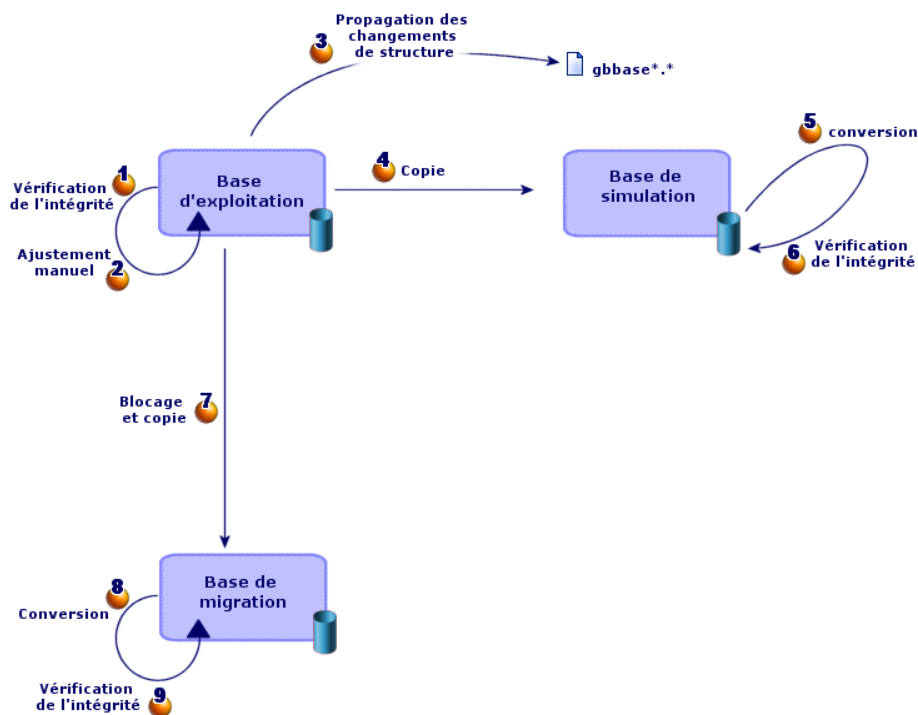 Propagation des
3
changements
de structure
gbbase*.*
5
conversion
1
Vérification
de l'intégrité
Base
d'exploitation
4
Copie
Base de
simulation
Ajustement
manuel
2
6
Vérification
de l'intégrité
Blocage
et copie
7
8
Conversion
Base de
migration
Vérification
de l'intégrité
9